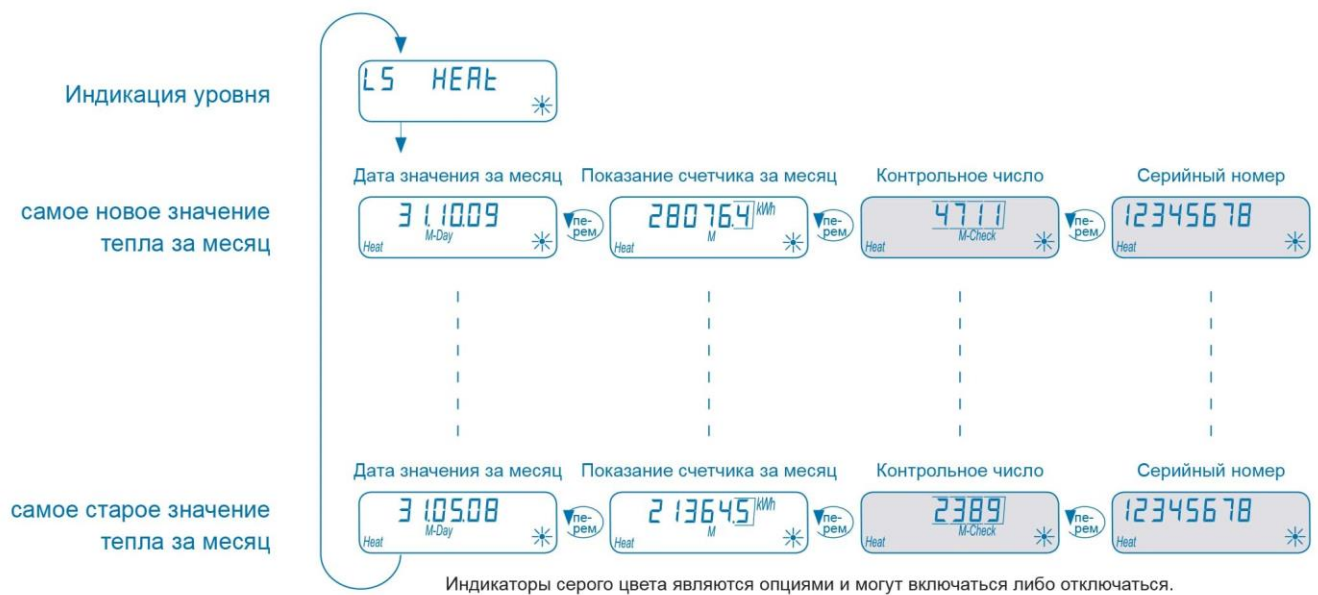 Индикация уровня
LS HEAt
Дата значения за месяц Показание счетчика за месяц Контрольное число Серийный номер
самое новое значение
тепла за месяц
31.10.09
M-Day
Heat
пе-
рем
28076.4 kWh
M
Heat
пе-
рем
4711
M-Check
Heat
пе-
рем
12345678
Heat
Дата значения за месяц Показание счетчика за месяц Контрольное число Серийный номер
самое старое значение
тепла за месяц
31.05.08
M-Day
Heat
пе-
рем
21364.5 kWh
M
Heat
пе-
рем
2389
M-Check
Heat
пе-
рем
12345678
Heat
Индикаторы серого цвета являются опциями и могут включаться либо отключаться.